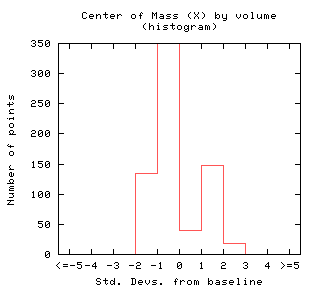 Center of Mass (X) by volume
(histogram)
350
300
250
200
150
100
50
0
Number of points
<=-5 -4 -3 -2 -1 0 1 2 3 4 >=5
Std. Devs. from baseline